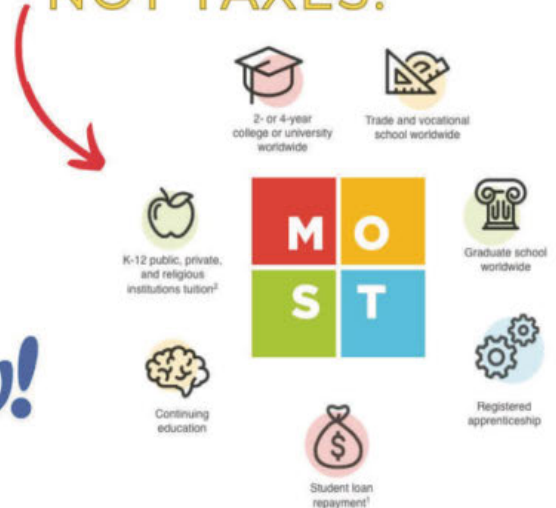 NOT TAXES.
2- or 4-year
college or university
worldwide
Trade and vocational
school worldwide
K-12 public, private,
and religious
institutions tuition²
M O
S T
Graduate school
worldwide
Continuing
education
Registered
apprenticeship
Student loan
repayment¹